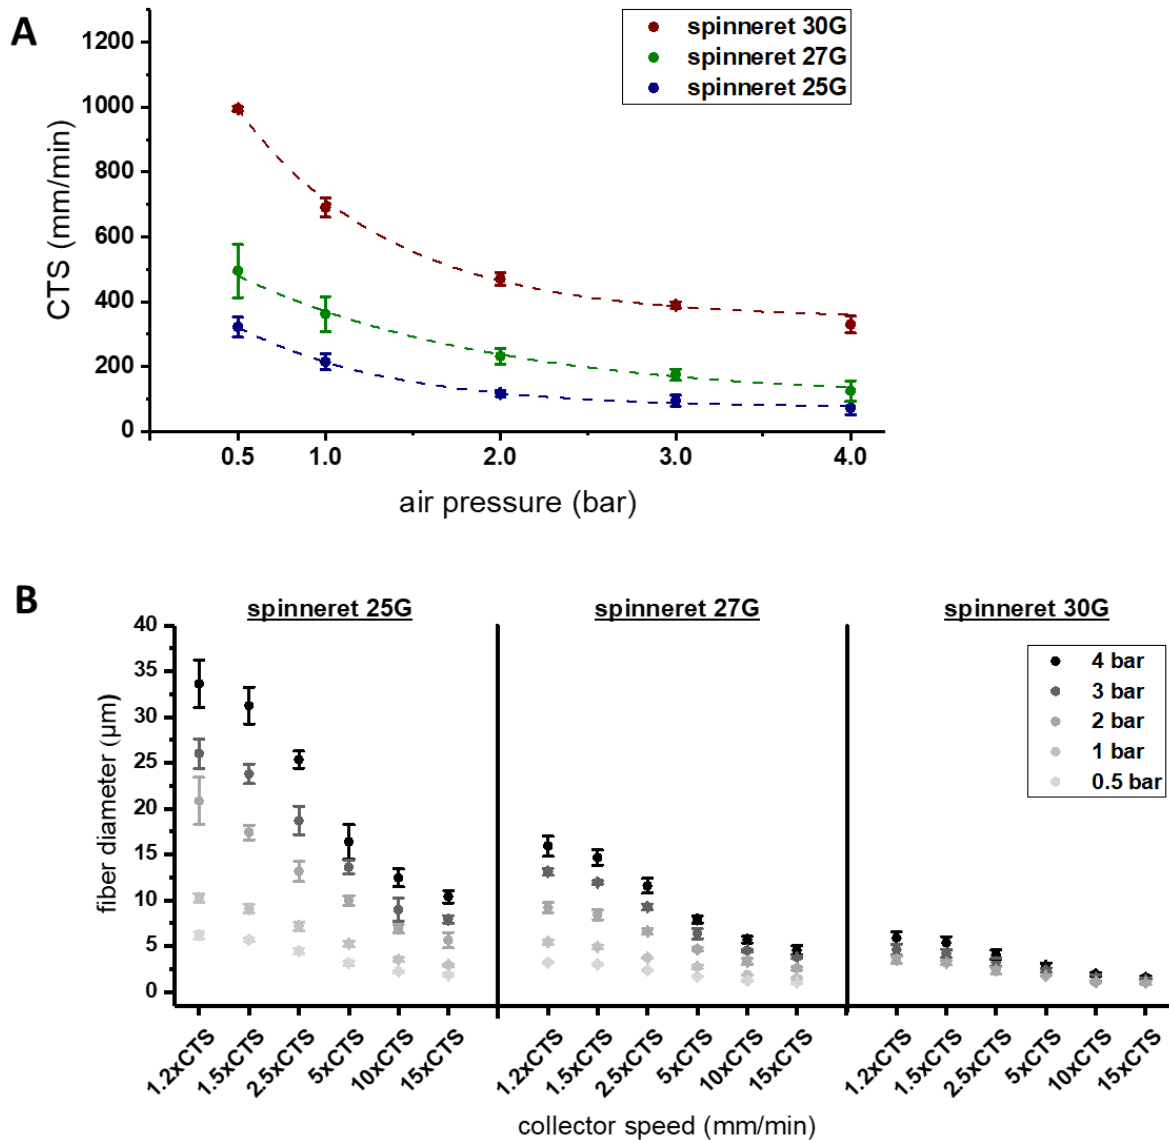 A
1200
1000
800
600
400
200
0
CTS (mm/min)
spinneret 30G
spinneret 27G
spinneret 25G
0.5 1.0 2.0 3.0 4.0
air pressure (bar)
B
spinneret 25G spinneret 27G spinneret 30G
40
35
30
25
20
15
10
5
0
fiber diameter (μm)
4 bar
3 bar
2 bar
1 bar
0.5 bar
1.2xCTS 1.5xCTS 2.5xCTS 5xCTS 10xCTS 15xCTS 1.2xCTS 1.5xCTS 2.5xCTS 5xCTS 10xCTS 15xCTS 1.2xCTS 1.5xCTS 2.5xCTS 5xCTS 10xCTS 15xCTS
collector speed (mm/min)